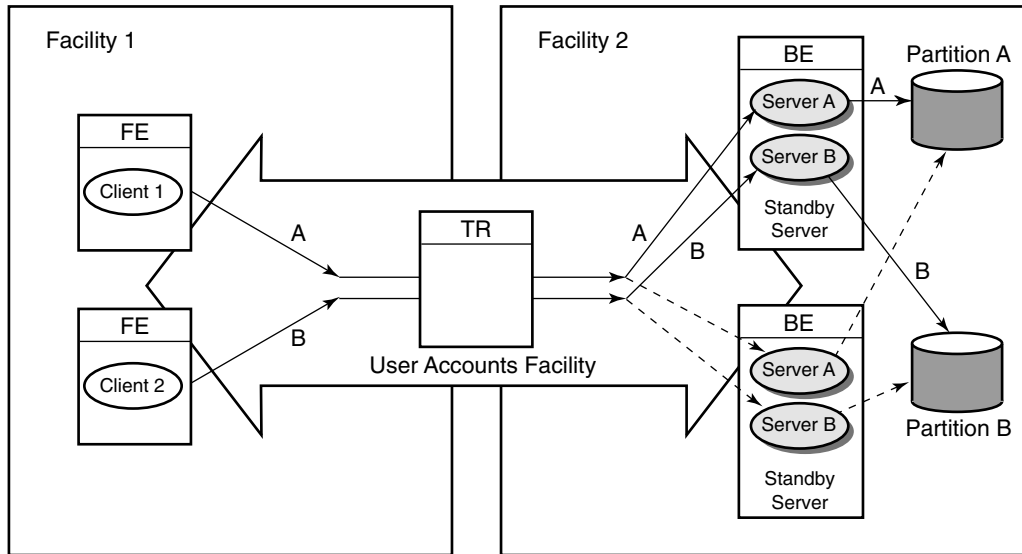 Facility 1
Facility 2
FE
Client 1
A
FE
Client 2
B
TR
User Accounts Facility
A
B
BE
Server A
Server B
Standby
Server
A
B
BE
Server A
Server B
Standby
Server
Partition A
Partition B